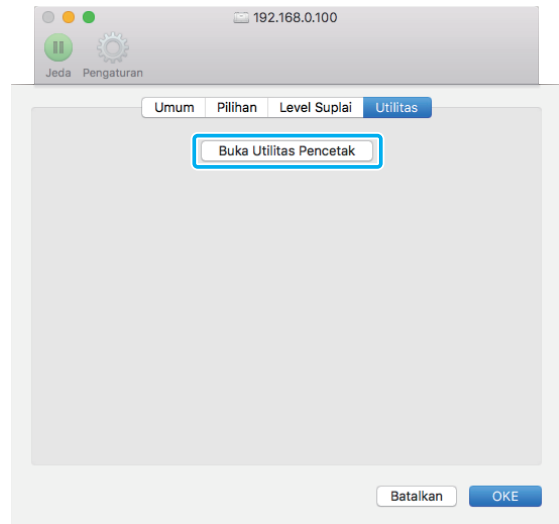 192.168.0.100
Jeda Pengaturan
Umum Pilihan Level Suplai Utilitas
Buka Utilitas Pencetak
Batalkan OKE